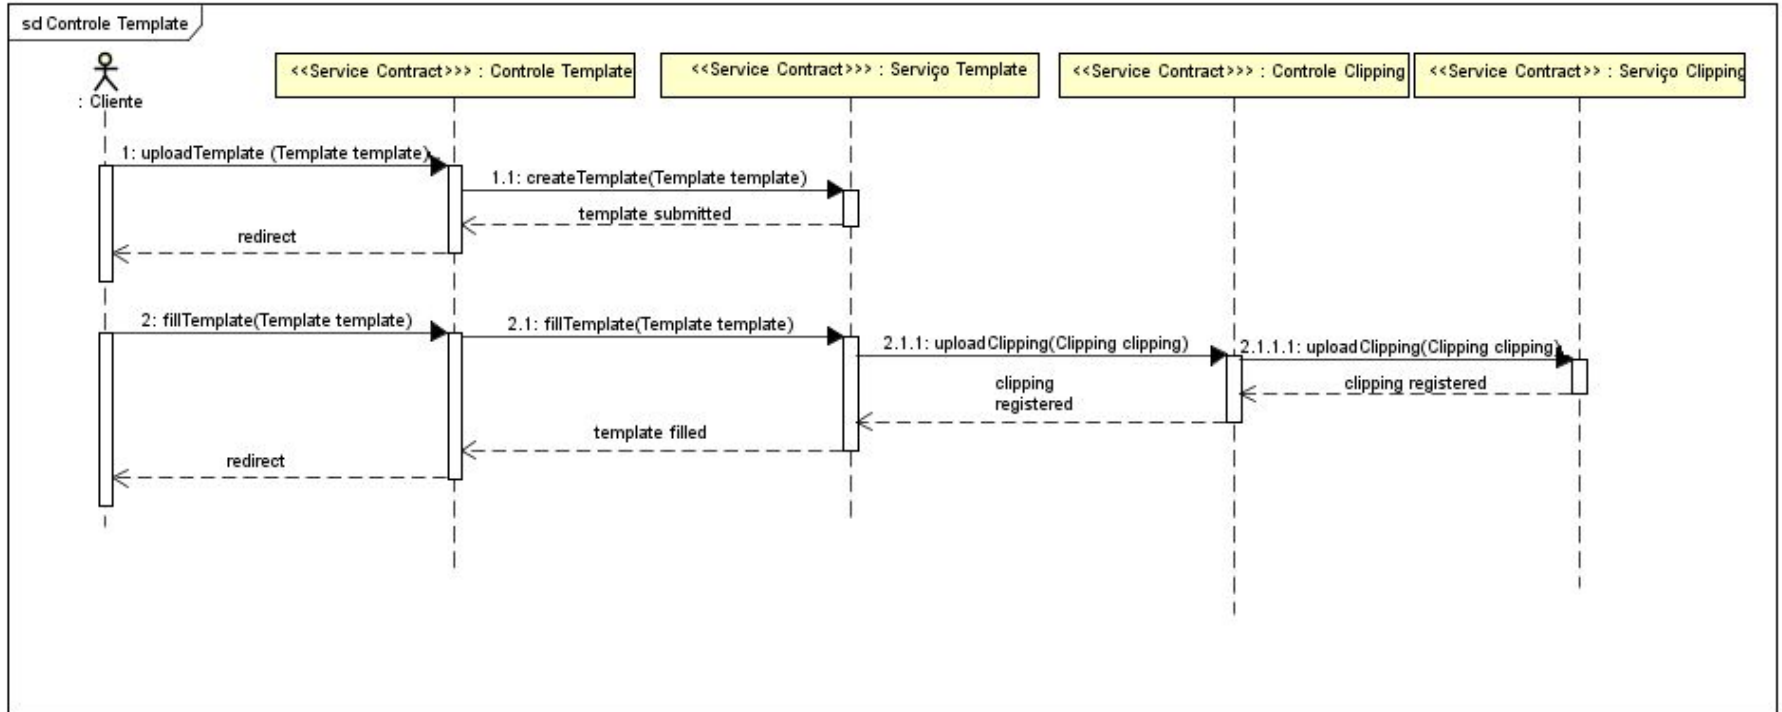 sd Controle Template
: Cliente
<<Service Contract>>> : Controle Template
<<Service Contract>>> : Serviço Template
<<Service Contract>>> : Controle Clipping
<<Service Contract>> : Serviço Clipping
1: uploadTemplate (Template template)
1.1: createTemplate(Template template)
template submitted
redirect
2: fillTemplate(Template template)
2.1: fillTemplate(Template template)
2.1.1: uploadClipping(Clipping clipping)
2.1.1.1: uploadClipping(Clipping clipping)
clipping registered
clipping
registered
template filled
redirect